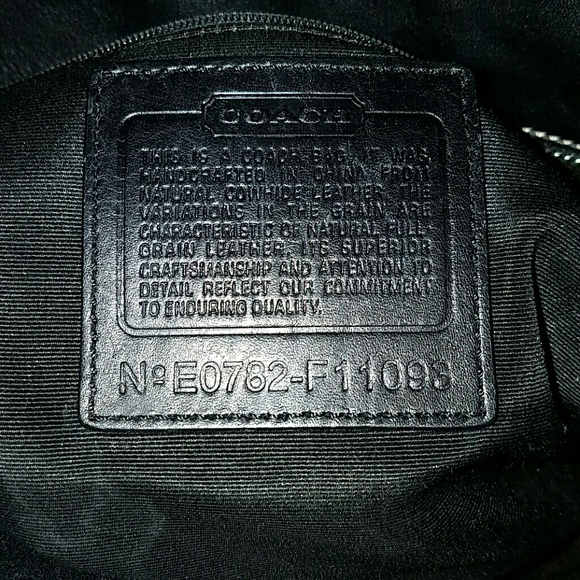 COACH
THIS IS A COACH BAG. IT WAS
HANDCRAFTED IN CHINA FROM
NATURAL COWHIDE LEATHER. THE
VARIATIONS IN THE GRAIN ARE
CHARACTERISTIC OF NATURAL FULL
GRAIN LEATHER. ITS SUPERIOR
CRAFTSMANSHIP AND ATTENTION TO
DETAIL REFLECT OUR COMMITMENT
TO ENDURING QUALITY.
Nº E0782-F11093